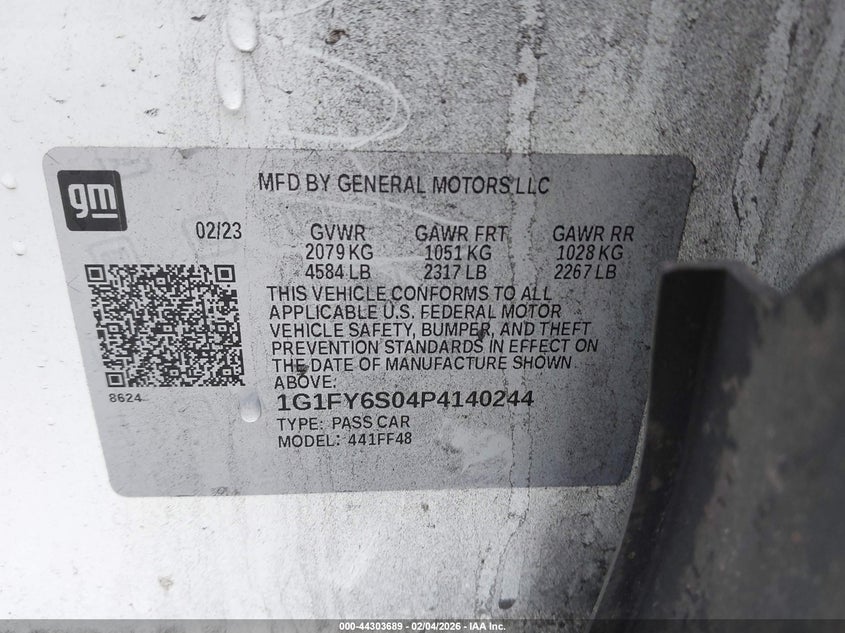 gm
MFD BY GENERAL MOTORS LLC
02/23
GVWR GAWR FRT GAWR RR
2079 KG 1051 KG 1028 KG
4584 LB 2317 LB 2267 LB
THIS VEHICLE CONFORMS TO ALL
APPLICABLE U.S. FEDERAL MOTOR
VEHICLE SAFETY, BUMPER, AND THEFT
PREVENTION STANDARDS IN EFFECT ON
THE DATE OF MANUFACTURE SHOWN
ABOVE:
8624
1G1FY6S04P4140244
TYPE: PASS CAR
MODEL: 441FF48
000-44303689 - 02/04/2026 - IAA Inc.